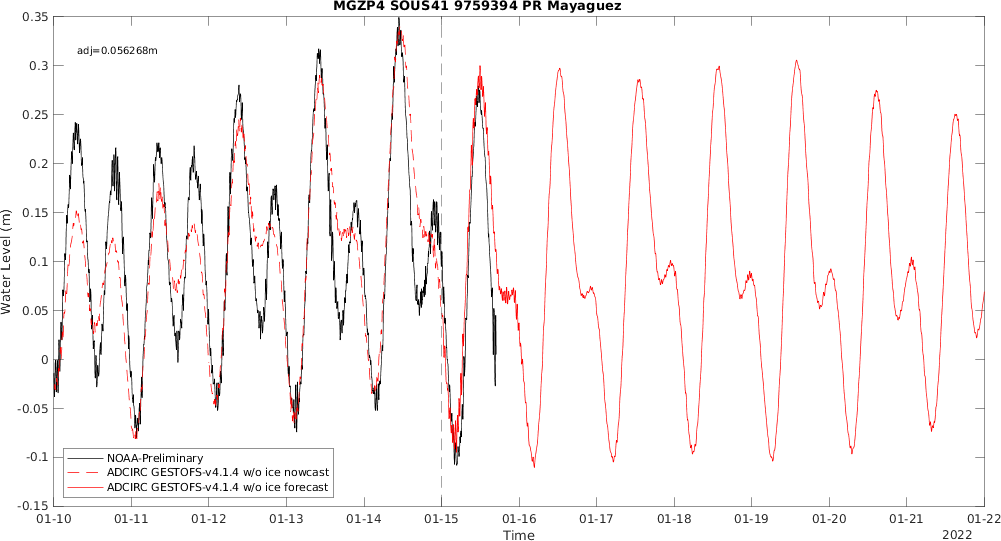 MGZP4 SOUS41 9759394 PR Mayaguez
adj=0.056268m
0.35
0.3
0.25
0.2
0.15
0.1
0.05
0
-0.05
-0.1
-0.15
Water Level (m)
NOAA-Preliminary
ADCIRC GESTOFS-v4.1.4 w/o ice nowcast
ADCIRC GESTOFS-v4.1.4 w/o ice forecast
01-10 01-11 01-12 01-13 01-14 01-15 01-16 01-17 01-18 01-19 01-20 01-21 01-22
Time
2022